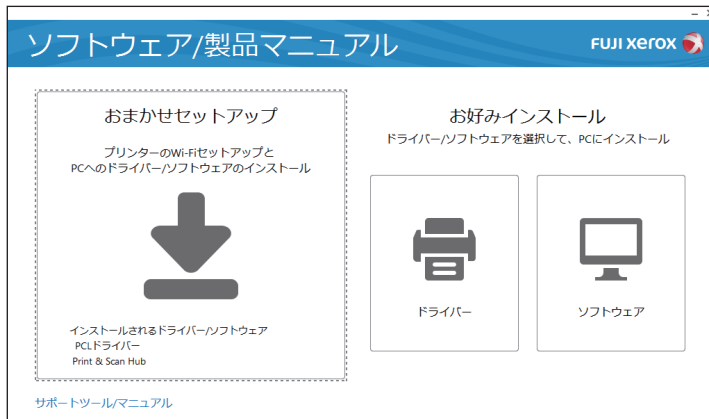 ソフトウェア/製品マニュアル
FUJI xerox
おまかせセットアップ
プリンターのWi-Fiセットアップと
PCへのドライバー/ソフトウェアのインストール
インストールされるドライバー/ソフトウェア
PCLドライバー
Print & Scan Hub
お好みインストール
ドライバー/ソフトウェアを選択して、PCにインストール
ドライバー
ソフトウェア
サポートツール/マニュアル